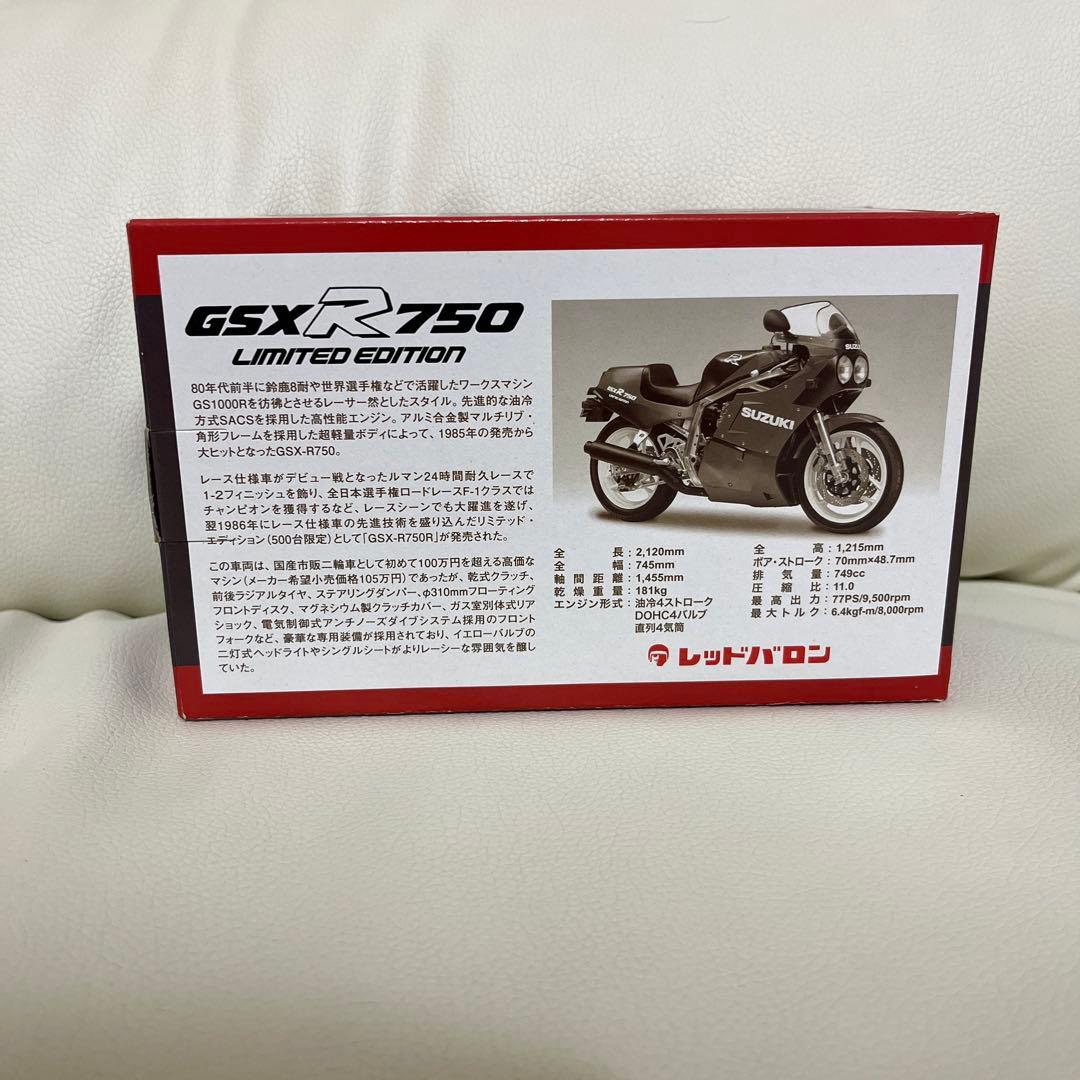 GSX R 750
LIMITED EDITION
80年代前半に鈴鹿8耐や世界選手権などで活躍したワークスマシン
GS1000Rを彷彿とさせるレーサー然としたスタイル。先進的な油冷
方式SACSを採用した高性能エンジン。アルミ合金製マルチリブ・
角形フレームを採用した超軽量ボディによって、1985年の発売から
大ヒットとなったGSX-R750。
レース仕様車がデビュー戦となったルマン24時間耐久レースで
1-2フィニッシュを飾り、全日本選手権ロードレースF-1クラスでは
チャンピオンを獲得するなど、レースシーンでも大躍進を遂げ、
翌1986年にレース仕様車の先進技術を盛り込んだリミテッド・
エディション(500台限定)として「GSX-R750R」が発売された。
この車両は、国産市販二輪車として初めて100万円を超える高価な
マシン(メーカー希望小売価格105万円)であったが、乾式クラッチ、
前後ラジアルタイヤ、ステアリングダンパー、φ310mmフローティング
フロントディスク、マグネシウム製クラッチカバー、ガス室別体式リア
ショック、電気制御式アンチノーズダイブシステム採用のフロント
フォークなど、豪華な専用装備が採用されており、イエローバルブの
二灯式ヘッドライトやシングルシートがよりレーシーな雰囲気を醸し
ていた。
R
GSX R 750
SUZUKI
SUZUKI
全長:2,120mm
全幅:745mm
軸間距離:1,455mm
乾燥重量:181kg
エンジン形式:油冷4ストローク
DOHC4バルブ
直列4気筒
全高:1,215mm
ボア・ストローク:70mm×48.7mm
排気量:749cc
圧縮比:11.0
最高出力:77PS/9,500rpm
最大トルク:6.4kgf-m/8,000rpm
レッドバロン